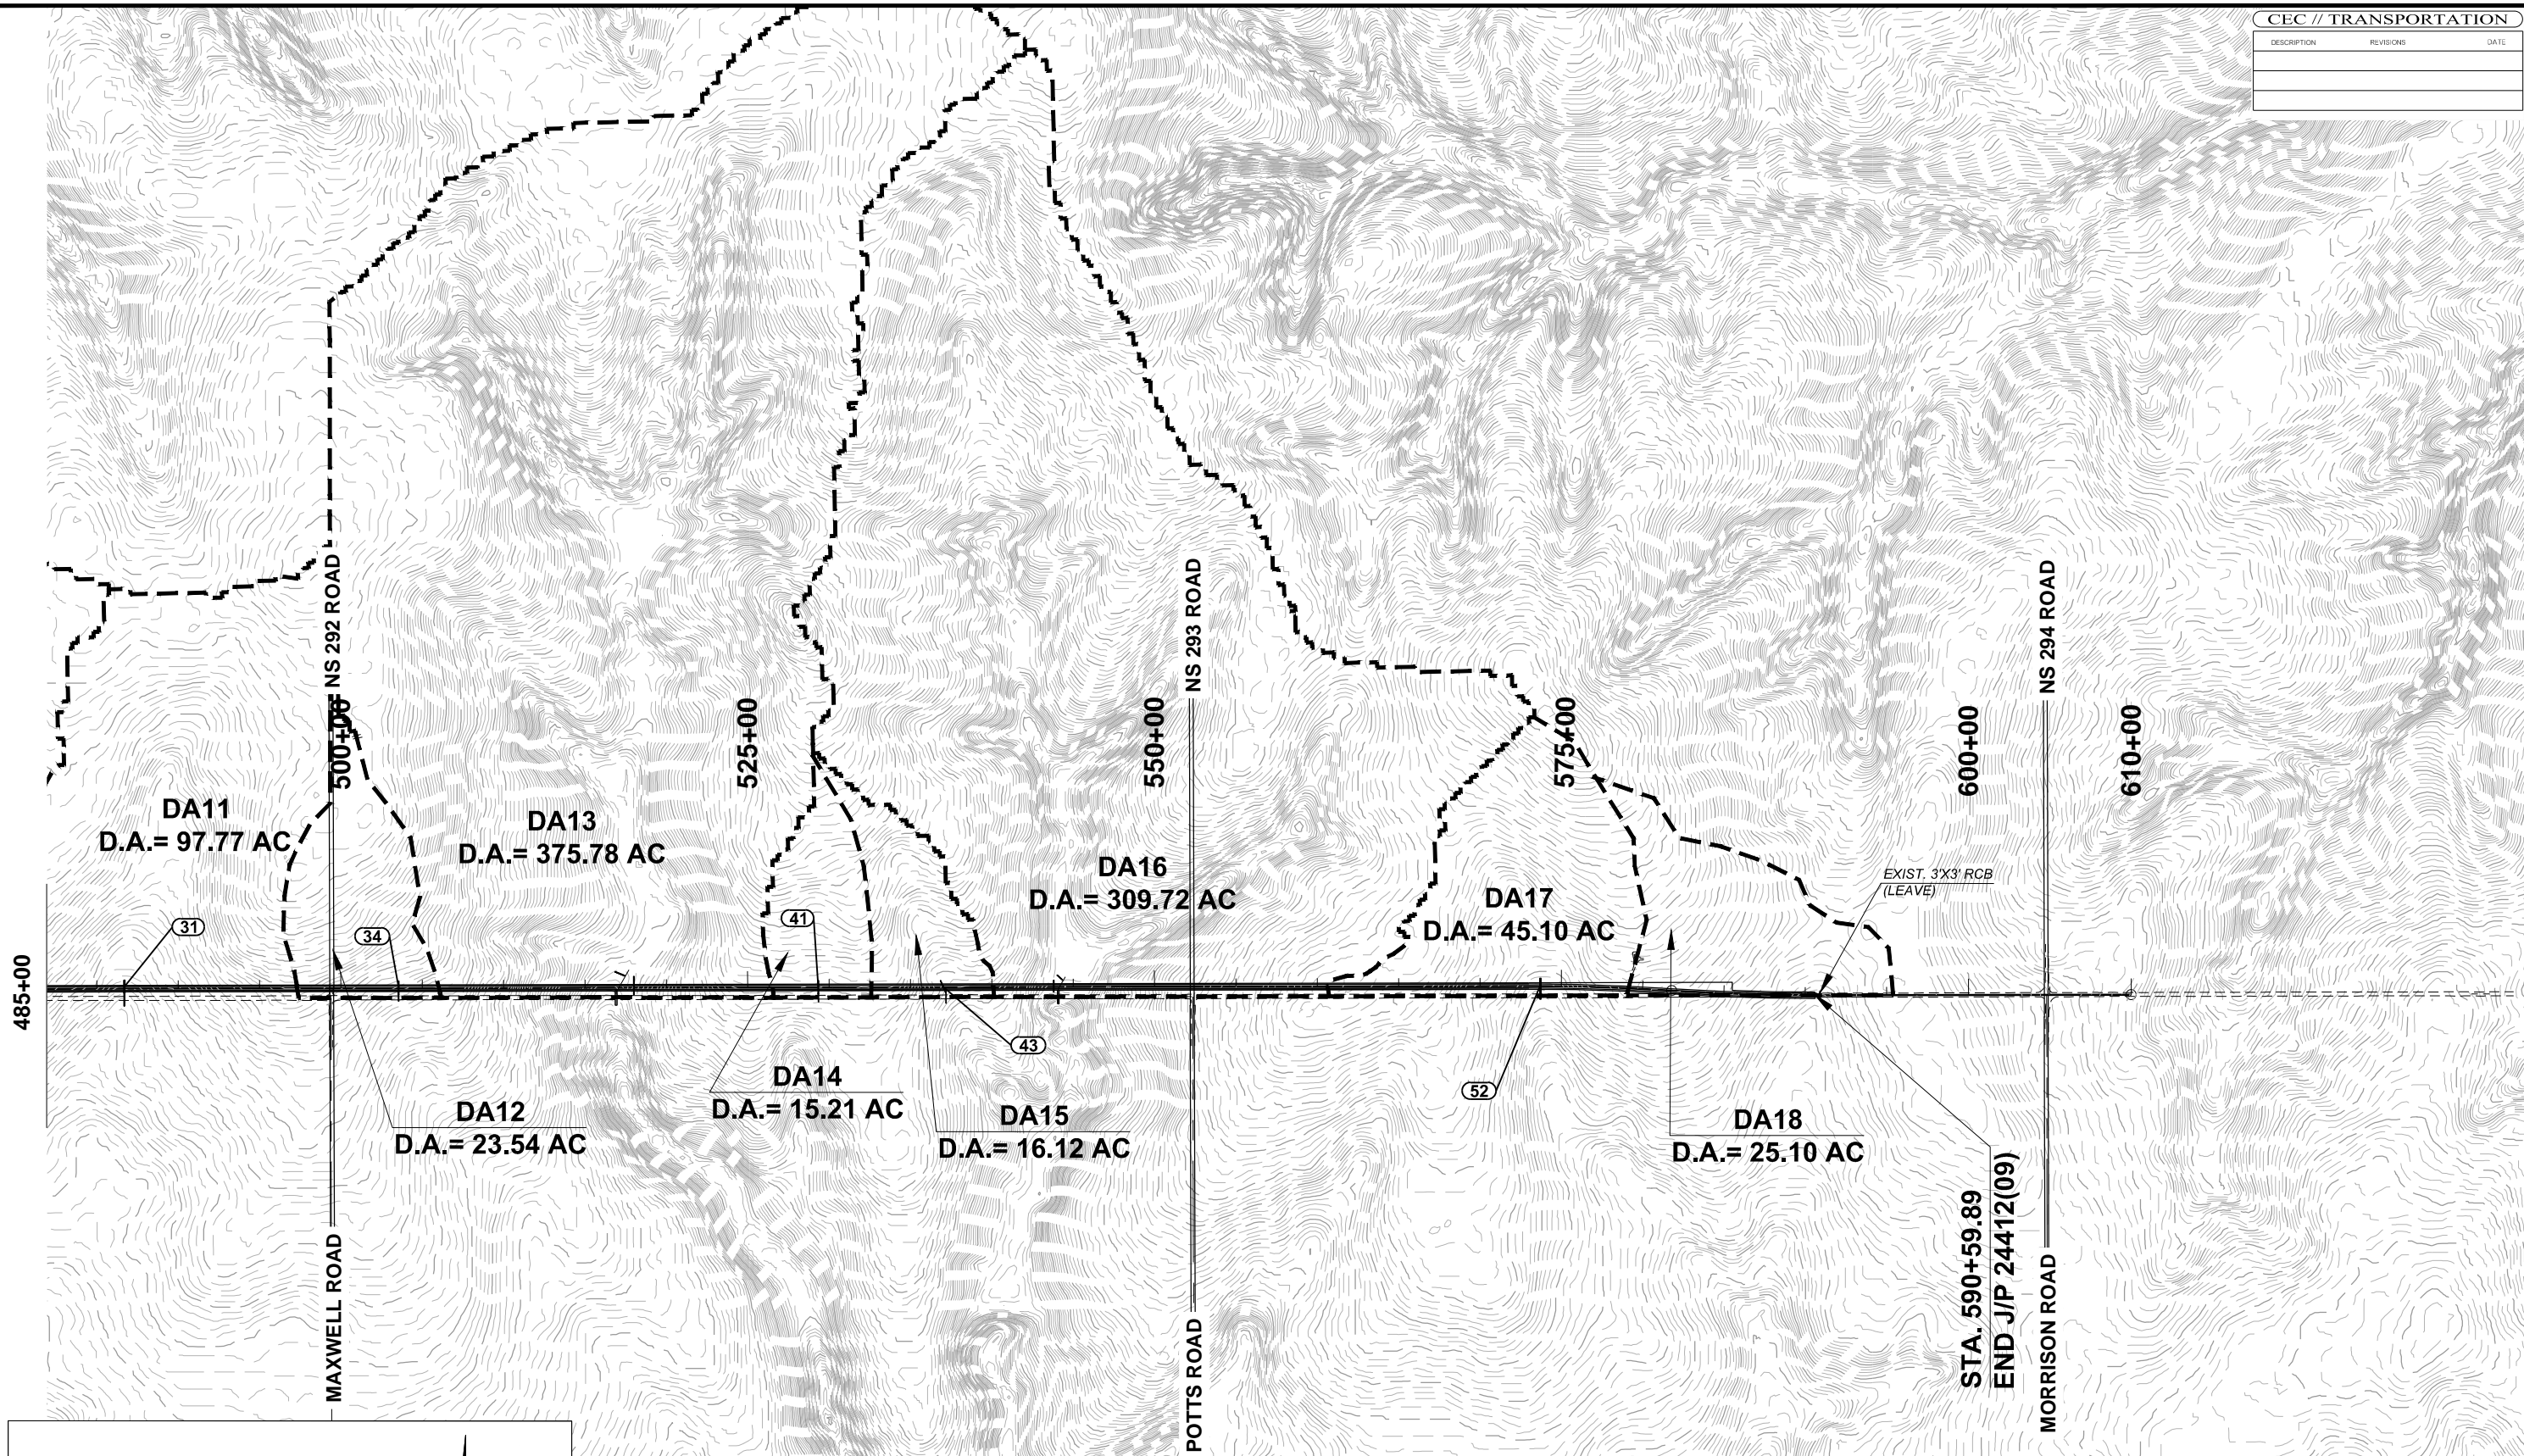 CEC // TRANSPORTATION
DESCRIPTION REVISIONS DATE
NS 292 ROAD
NS 293 ROAD
NS 294 ROAD
485+00
500+00
525+00
550+00
575+00
600+00
610+00
DA11
D.A.= 97.77 AC
DA13
D.A.= 375.78 AC
DA16
D.A.= 309.72 AC
DA17
D.A.= 45.10 AC
EXIST. 3'X3' RCB
(LEAVE)
31
34
41
43
52
DA12
D.A.= 23.54 AC
DA14
D.A.= 15.21 AC
DA15
D.A.= 16.12 AC
DA18
D.A.= 25.10 AC
STA. 590+59.89
END J/P 24412(09)
MAXWELL ROAD
POTTS ROAD
MORRISON ROAD